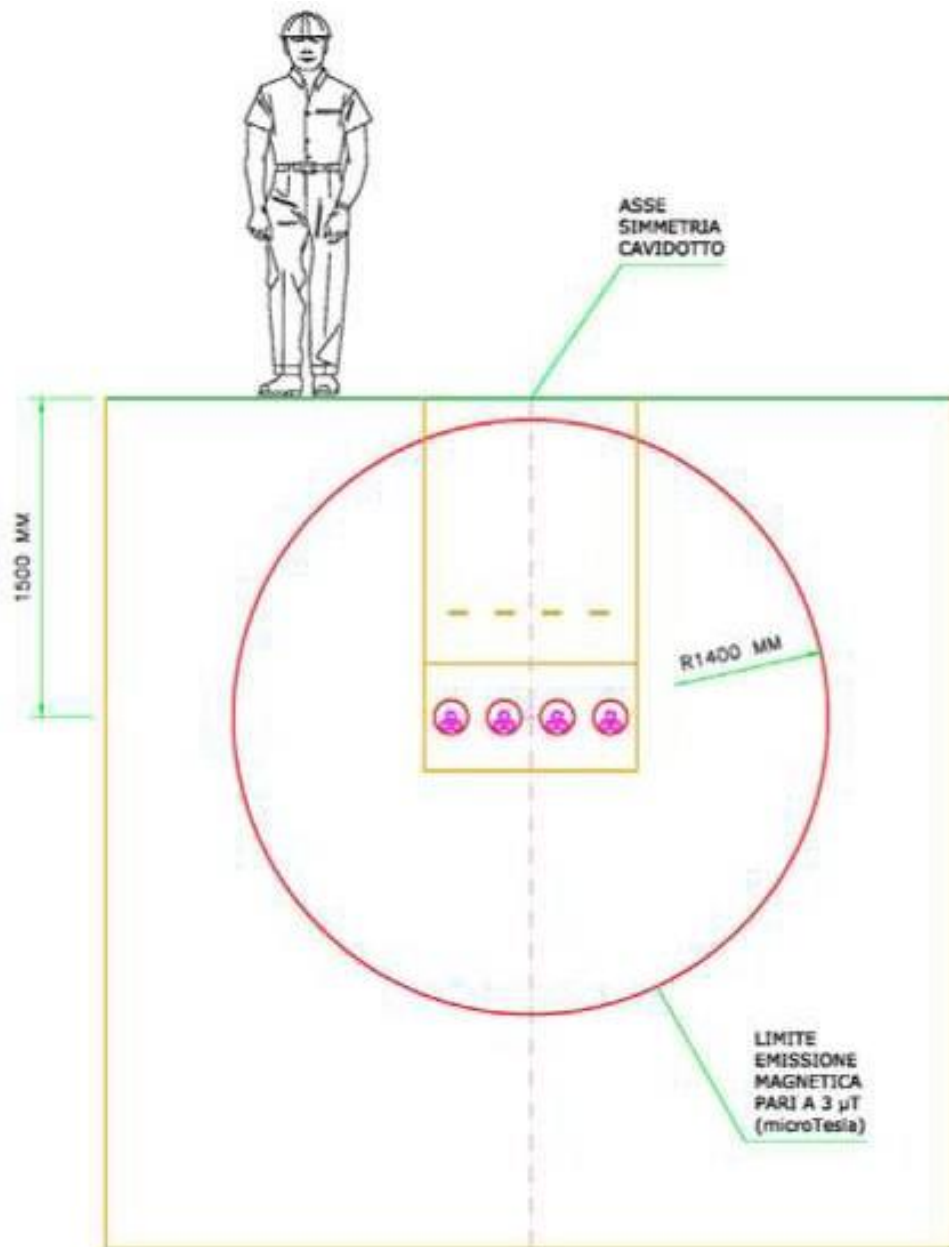 ASSE
SIMMETRIA
CAVIDOTTO
1500 MM
R1400 MM
LIMITE
EMISSIONE
MAGNETICA
PARI A 3 µT
(microTesla)